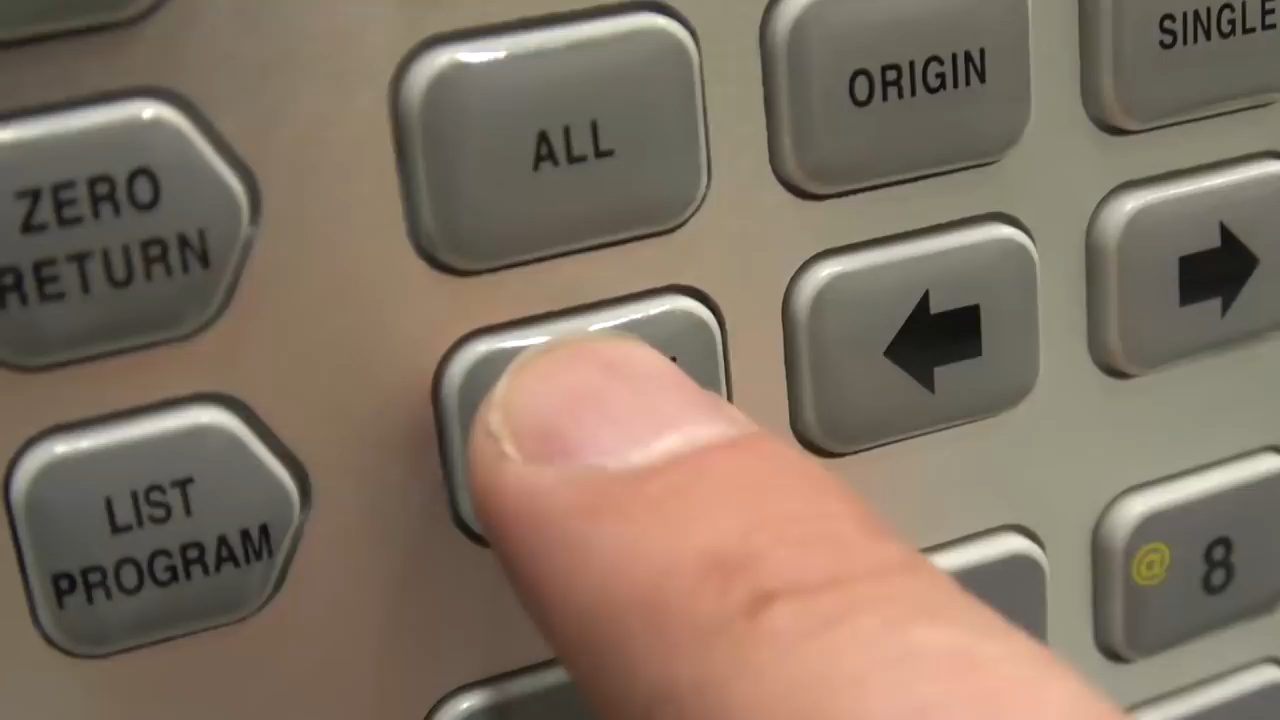 ALL
ORIGIN
SINGLE
ZERO
RETURN
LIST
PROGRAM
@ 8